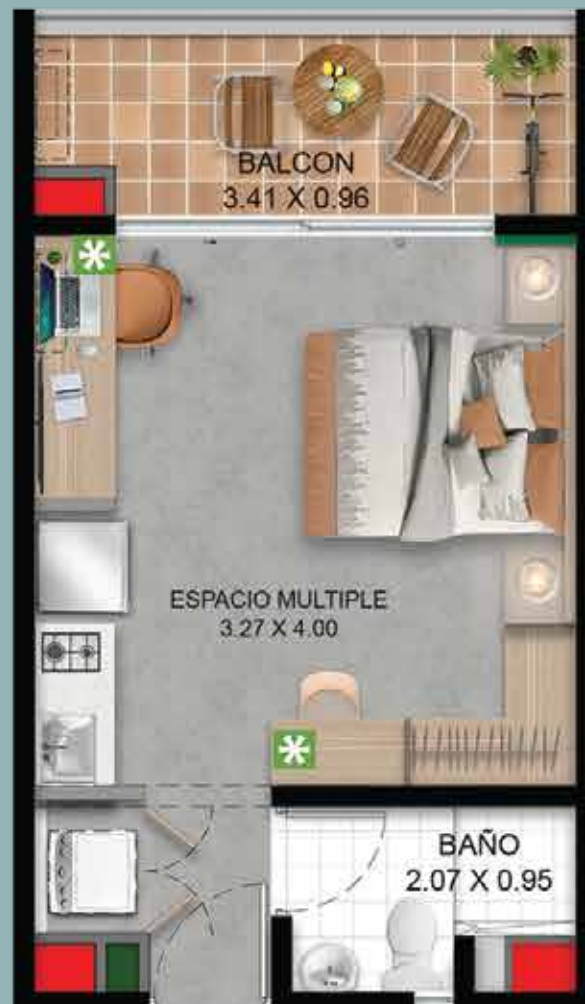 BALCON
3.41 X 0.96
ESPACIO MULTIPLE
3.27 X 4.00
BAÑO
2.07 X 0.95